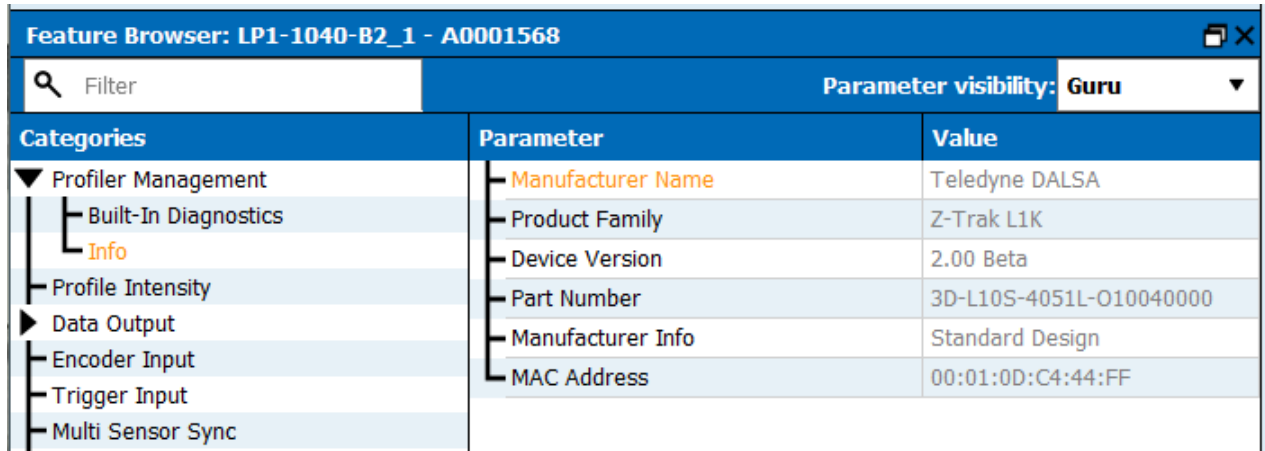 Feature Browser: LP1-1040-B2_1 - A0001568
Filter
Parameter visibility: Guru
Categories
Parameter
Value
Profiler Management
Built-In Diagnostics
Info
Profile Intensity
Data Output
Encoder Input
Trigger Input
Multi Sensor Sync
Manufacturer Name
Teledyne DALSA
Product Family
Z-Trak L1K
Device Version
2.00 Beta
Part Number
3D-L10S-4051L-O10040000
Manufacturer Info
Standard Design
MAC Address
00:01:0D:C4:44:FF